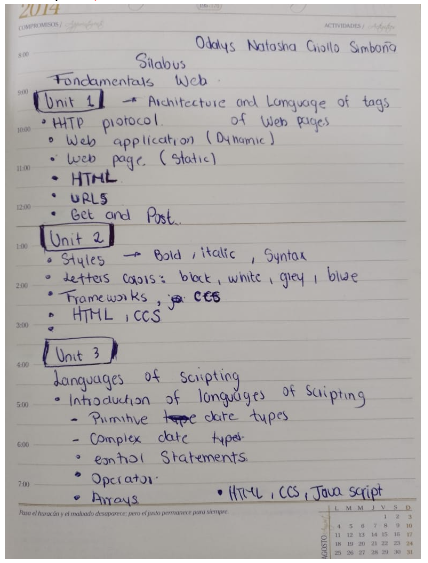 2014
COMPROMISOS /
ACTIVIDADES /
Odalys Natasha Criollo Simbaña
Silabus
8:00
Fondamentals Web.
9:00
Unit 1 → Architecture and Language of tags
of Web pages
• HTTP protocol.
10:00
• Web application (Dynamic)
• Web page. (Static)
11:00
• HTML
• URLS
12:00
• Get and Post.
Unit 2
1:00
• Styles → Bold, italic, Syntax
• Letters colors: black, white, grey, blue
2:00
• Frameworks, CCS
• HTML, CCS
3:00
•
Unit 3
4:00
Languages of Scripting
• Introduction of languages of Scripting
5:00
- Primitive date types
- Complex date types.
6:00
• control Statements
• Operator.
7:00
• Arrays • HTML, CCS, Java script
Para el huracán y el malvado desaparece; pero el justo permanece para siempre.
AGOSTO
L M M J V S D
1 2 3
4 5 6 7 8 9 10
11 12 13 14 15 16 17
18 19 20 21 22 23 24
25 26 27 28 29 30 31